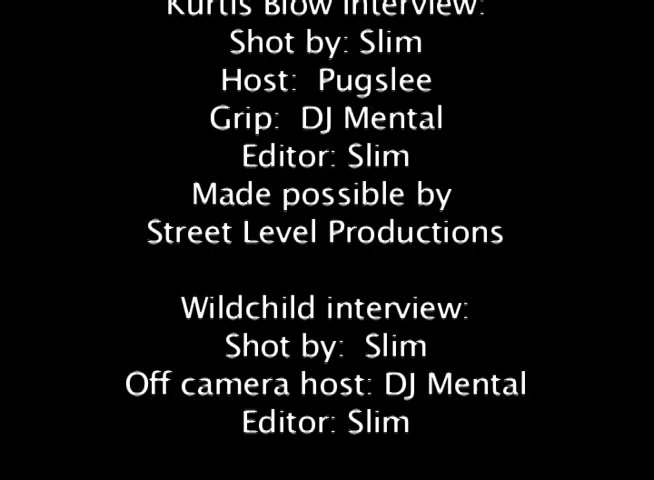 Kurtis Blow interview:
Shot by: Slim
Host:  Pugslee
Grip:  DJ Mental
Editor: Slim
Made possible by
Street Level Productions
Wildchild interview:
Shot by:  Slim
Off camera host: DJ Mental
Editor: Slim